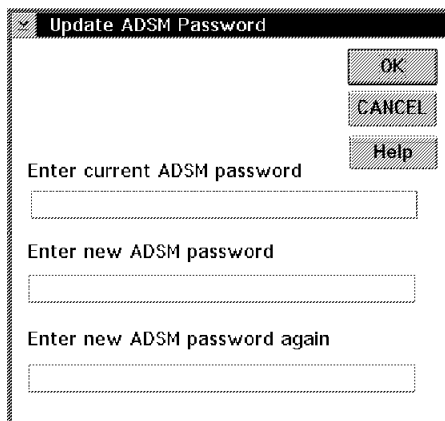 Update ADSM Password
OK
CANCEL
Help
Enter current ADSM password
Enter new ADSM password
Enter new ADSM password again